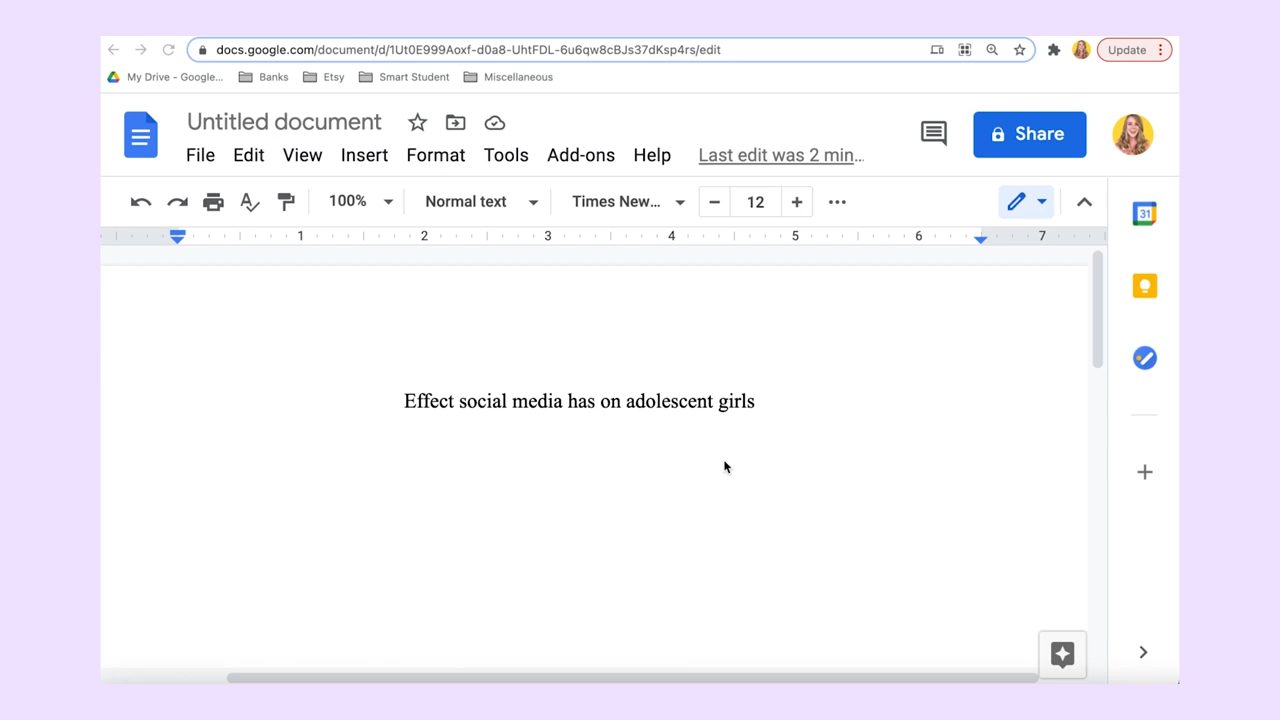 docs.google.com/document/d/1Ut0E999Aoxf-d0a8-UhtFDL-6u6qw8cBJs37dKsp4rs/edit
Update
My Drive - Google...
Banks
Etsy
Smart Student
Miscellaneous
Untitled document
Share
File Edit View Insert Format Tools Add-ons Help Last edit was 2 min...
100% Normal text Times New... 12
1 2 3 4 5 6 7
31
Effect social media has on adolescent girls